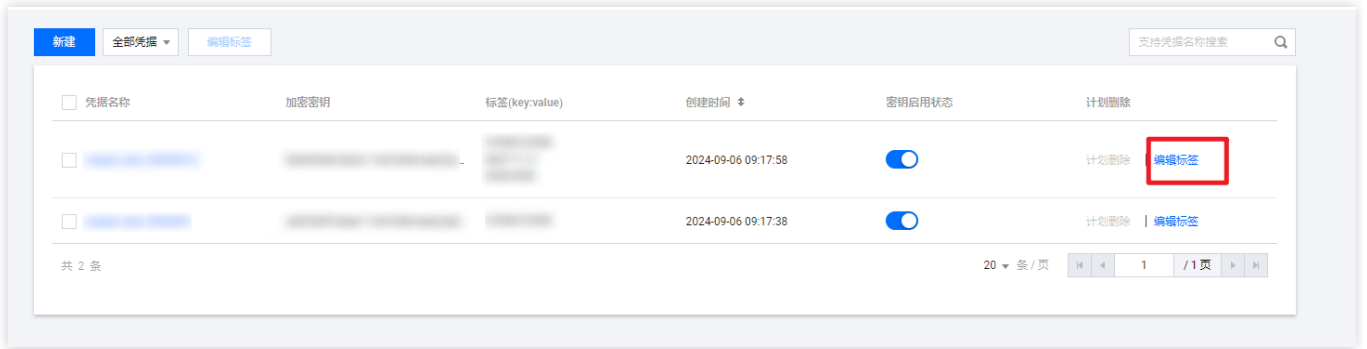 新建 全部凭据 编辑标签 支持凭据名称搜索
凭据名称 加密密钥 标签(key:value) 创建时间 密钥启用状态 计划删除
2024-09-06 09:17:58 计划删除 | 编辑标签
2024-09-06 09:17:38 计划删除 | 编辑标签
共 2 条 20 条 / 页 1 / 1 页